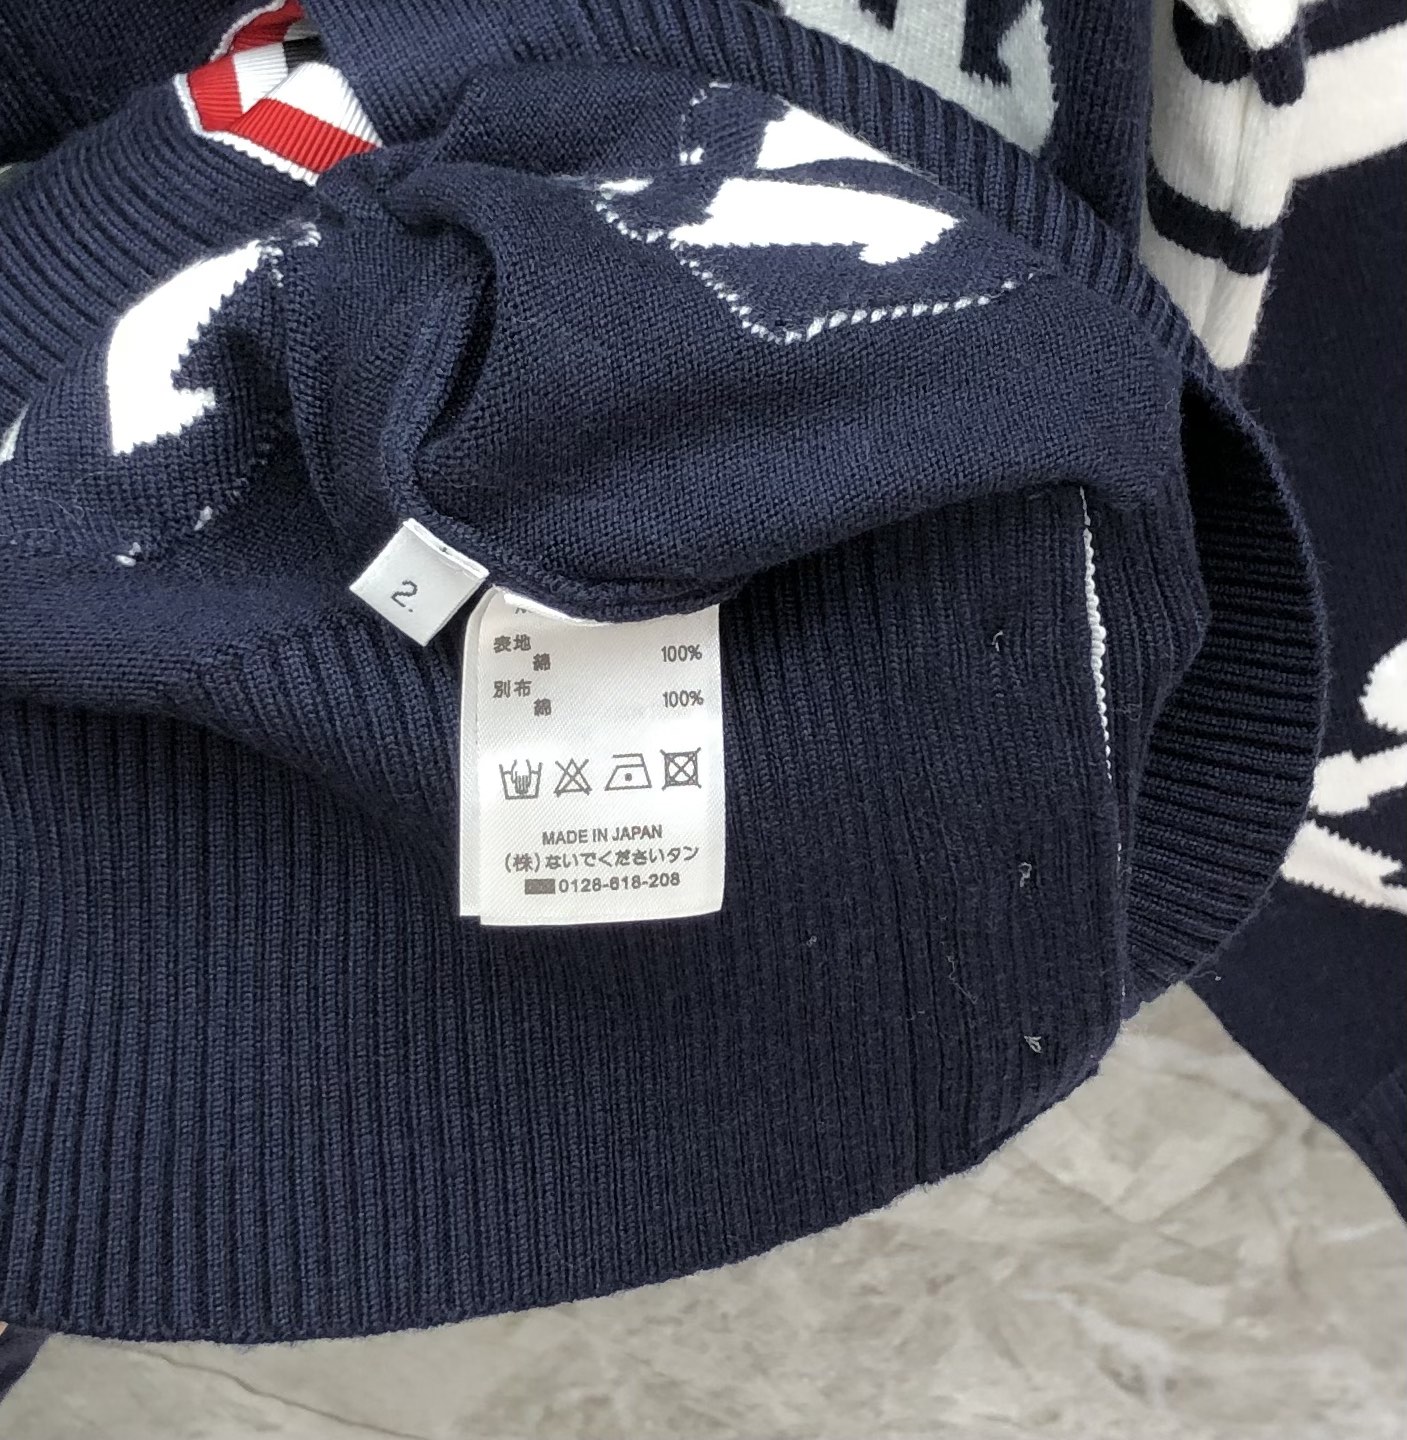 2.
表地
綿 100%
別布
綿 100%
MADE IN JAPAN
(株)ないでくださいタン
0128-618-208